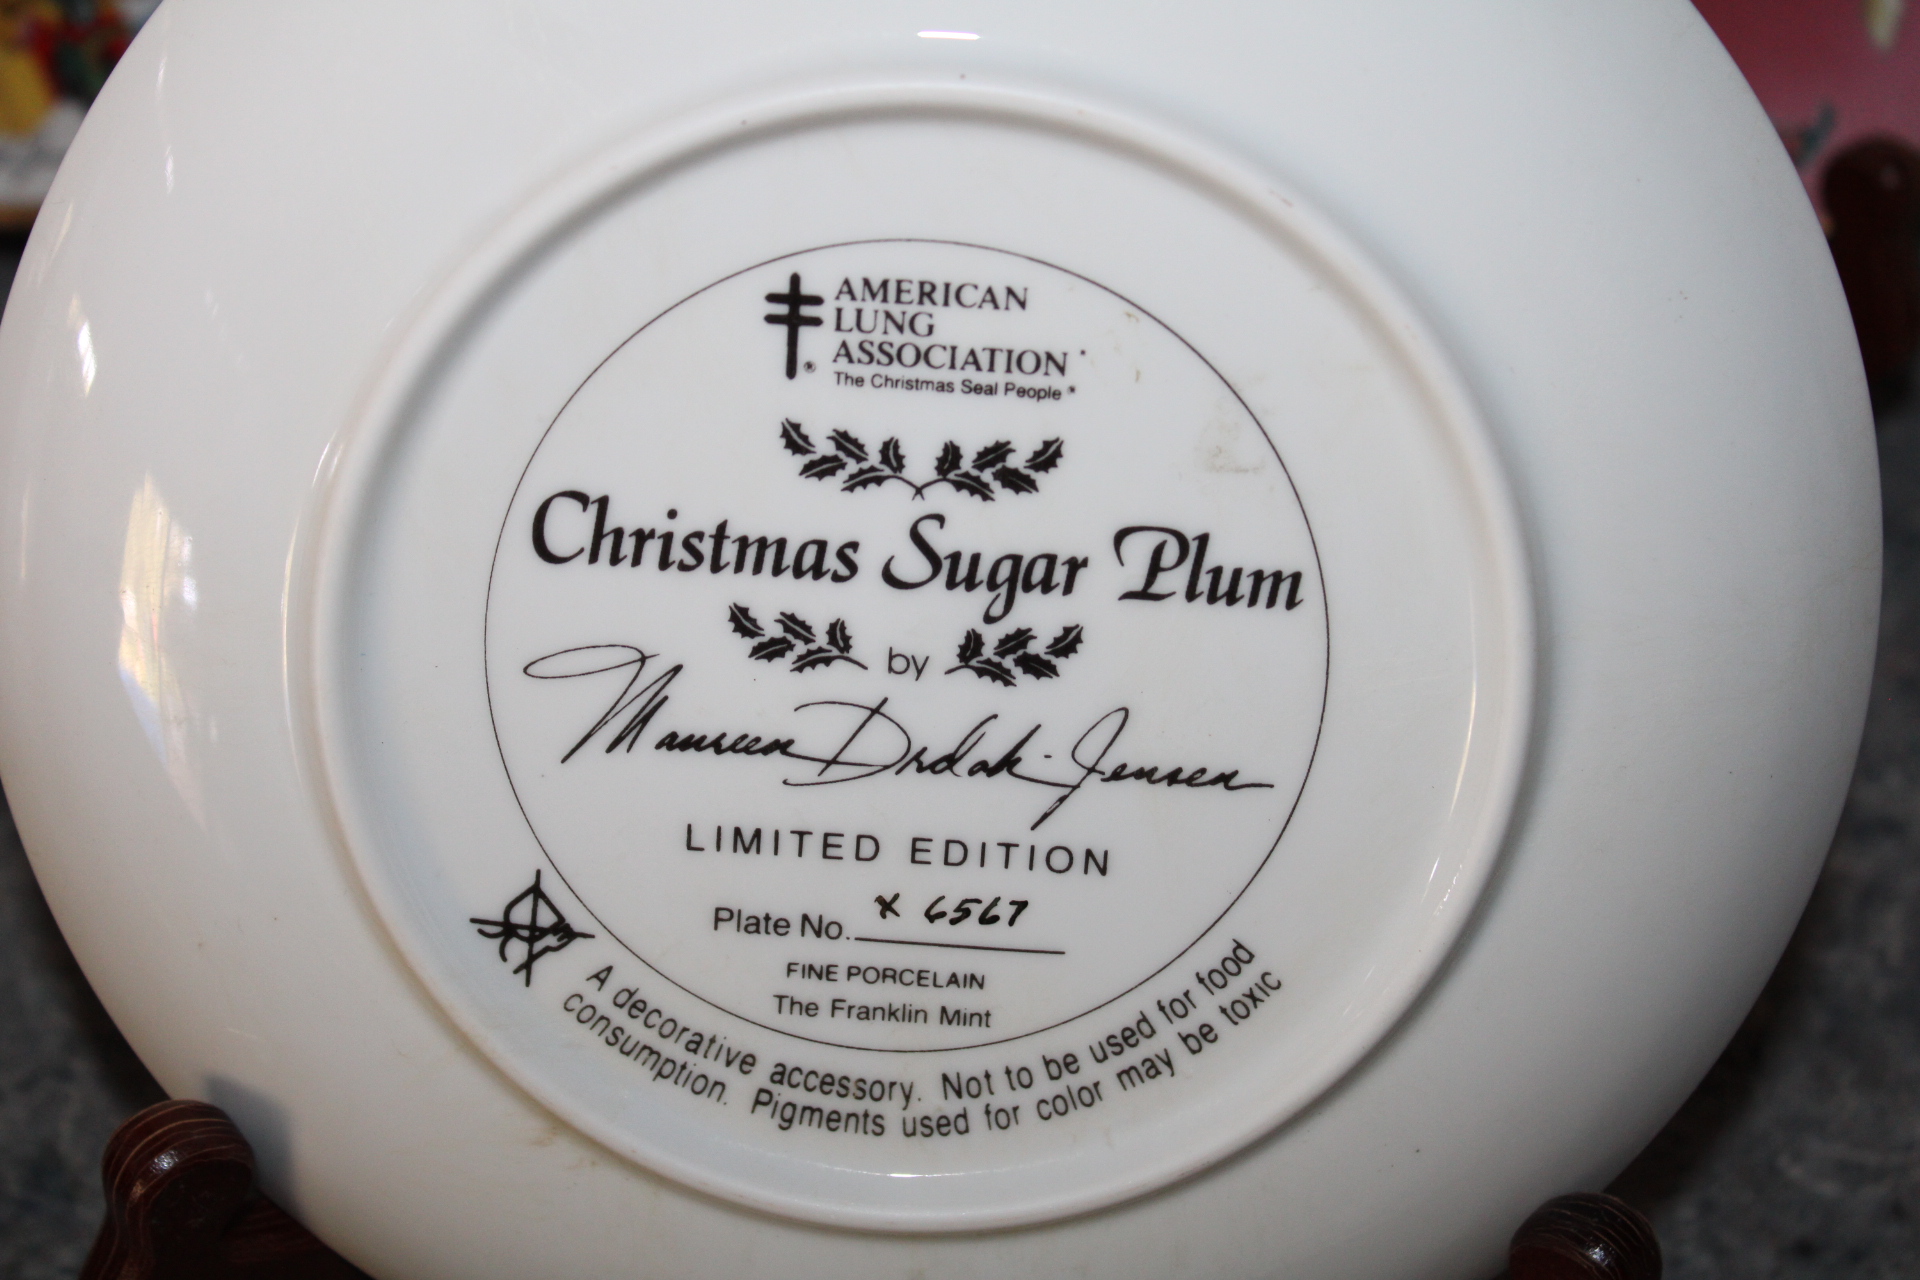 AMERICAN
LUNG
ASSOCIATION
®
The Christmas Seal People
Christmas Sugar Plum
by
Maureen Drdak-Jensen
LIMITED EDITION
Plate No. X 6567
FINE PORCELAIN
The Franklin Mint
A decorative accessory. Not to be used for food
consumption. Pigments used for color may be toxic